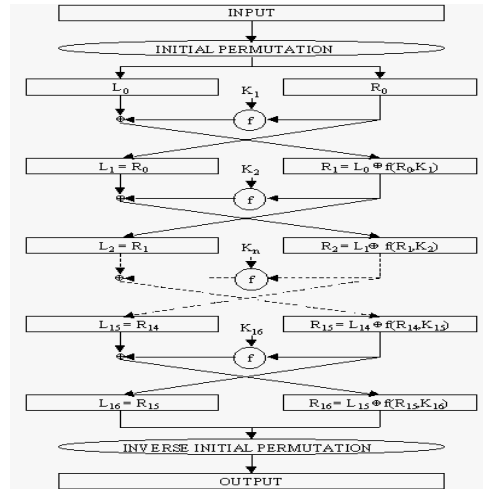 INPUT
INITIAL PERMUTATION
L₀ K₁ R₀
⊕ f
L₁ = R₀ K₂ R₁ = L₀ ⊕ f(R₀,K₁)
⊕ f
L₂ = R₁ Kₙ R₂ = L₁⊕ f(R₁,K₂)
⊕ f
L₁₅ = R₁₄ K₁₆ R₁₅ = L₁₄ ⊕ f(R₁₄,K₁₅)
⊕ f
L₁₆ = R₁₅ R₁₆ = L₁₅ ⊕ f(R₁₅,K₁₆)
INVERSE INITIAL PERMUTATION
OUTPUT